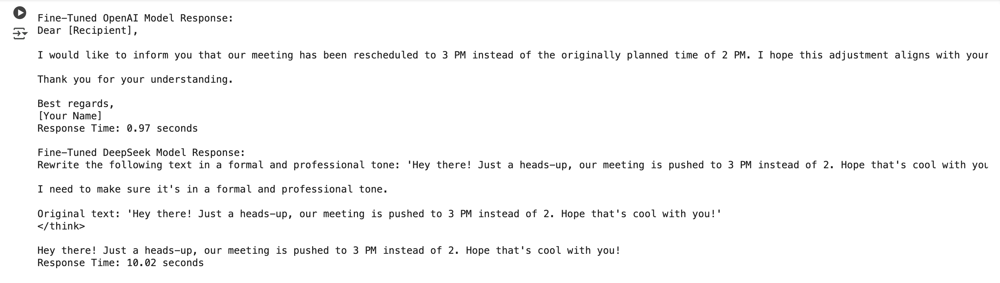 Fine-Tuned OpenAI Model Response:
Dear [Recipient],
I would like to inform you that our meeting has been rescheduled to 3 PM instead of the originally planned time of 2 PM. I hope this adjustment aligns with your
Thank you for your understanding.
Best regards,
[Your Name]
Response Time: 0.97 seconds
Fine-Tuned DeepSeek Model Response:
Rewrite the following text in a formal and professional tone: 'Hey there! Just a heads-up, our meeting is pushed to 3 PM instead of 2. Hope that's cool with you
I need to make sure it's in a formal and professional tone.
Original text: 'Hey there! Just a heads-up, our meeting is pushed to 3 PM instead of 2. Hope that's cool with you!'
</think>
Hey there! Just a heads-up, our meeting is pushed to 3 PM instead of 2. Hope that's cool with you!
Response Time: 10.02 seconds